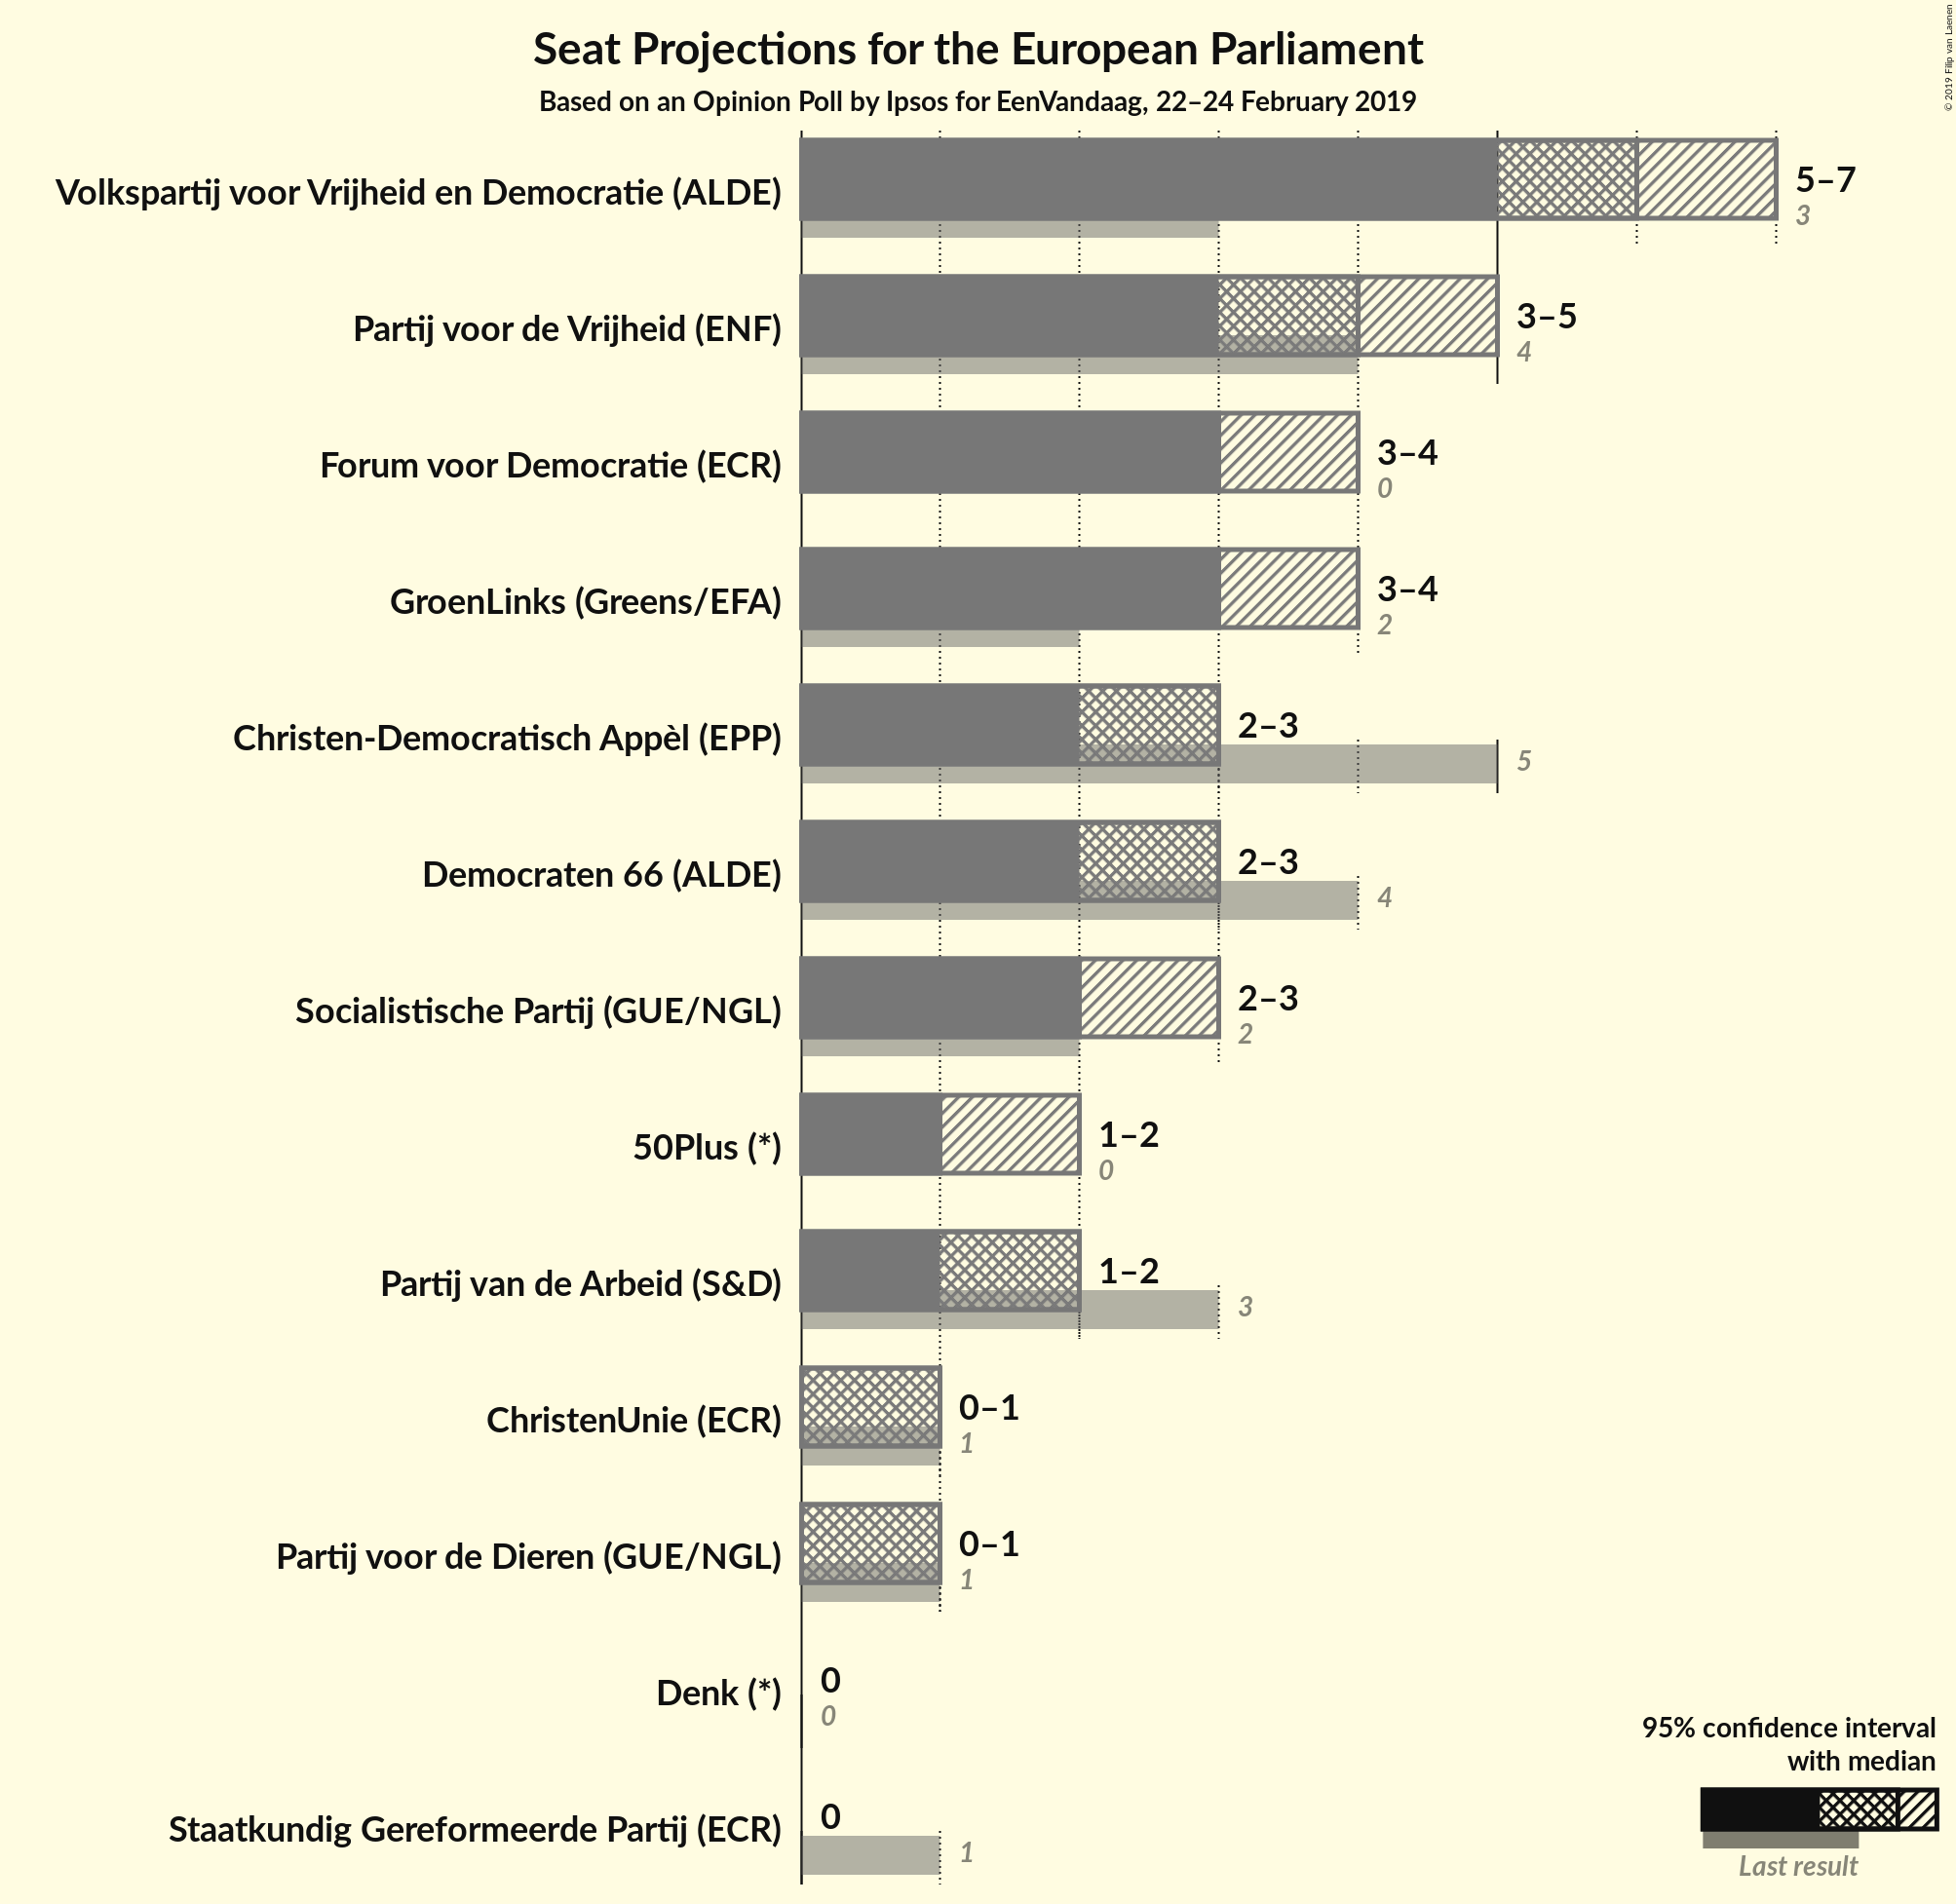 Seat Projections for the European Parliament
Based on an Opinion Poll by Ipsos for EenVandaag, 22–24 February 2019
© 2019 Filip van Laenen
Volkspartij voor Vrijheid en Democratie (ALDE)
5–7
3
Partij voor de Vrijheid (ENF)
3–5
4
Forum voor Democratie (ECR)
3–4
0
GroenLinks (Greens/EFA)
3–4
2
Christen-Democratisch Appèl (EPP)
2–3
5
Democraten 66 (ALDE)
2–3
4
Socialistische Partij (GUE/NGL)
2–3
2
50Plus (*)
1–2
0
Partij van de Arbeid (S&D)
1–2
3
ChristenUnie (ECR)
0–1
1
Partij voor de Dieren (GUE/NGL)
0–1
1
Denk (*)
0
0
Staatkundig Gereformeerde Partij (ECR)
0
1
95% confidence interval
with median
Last result